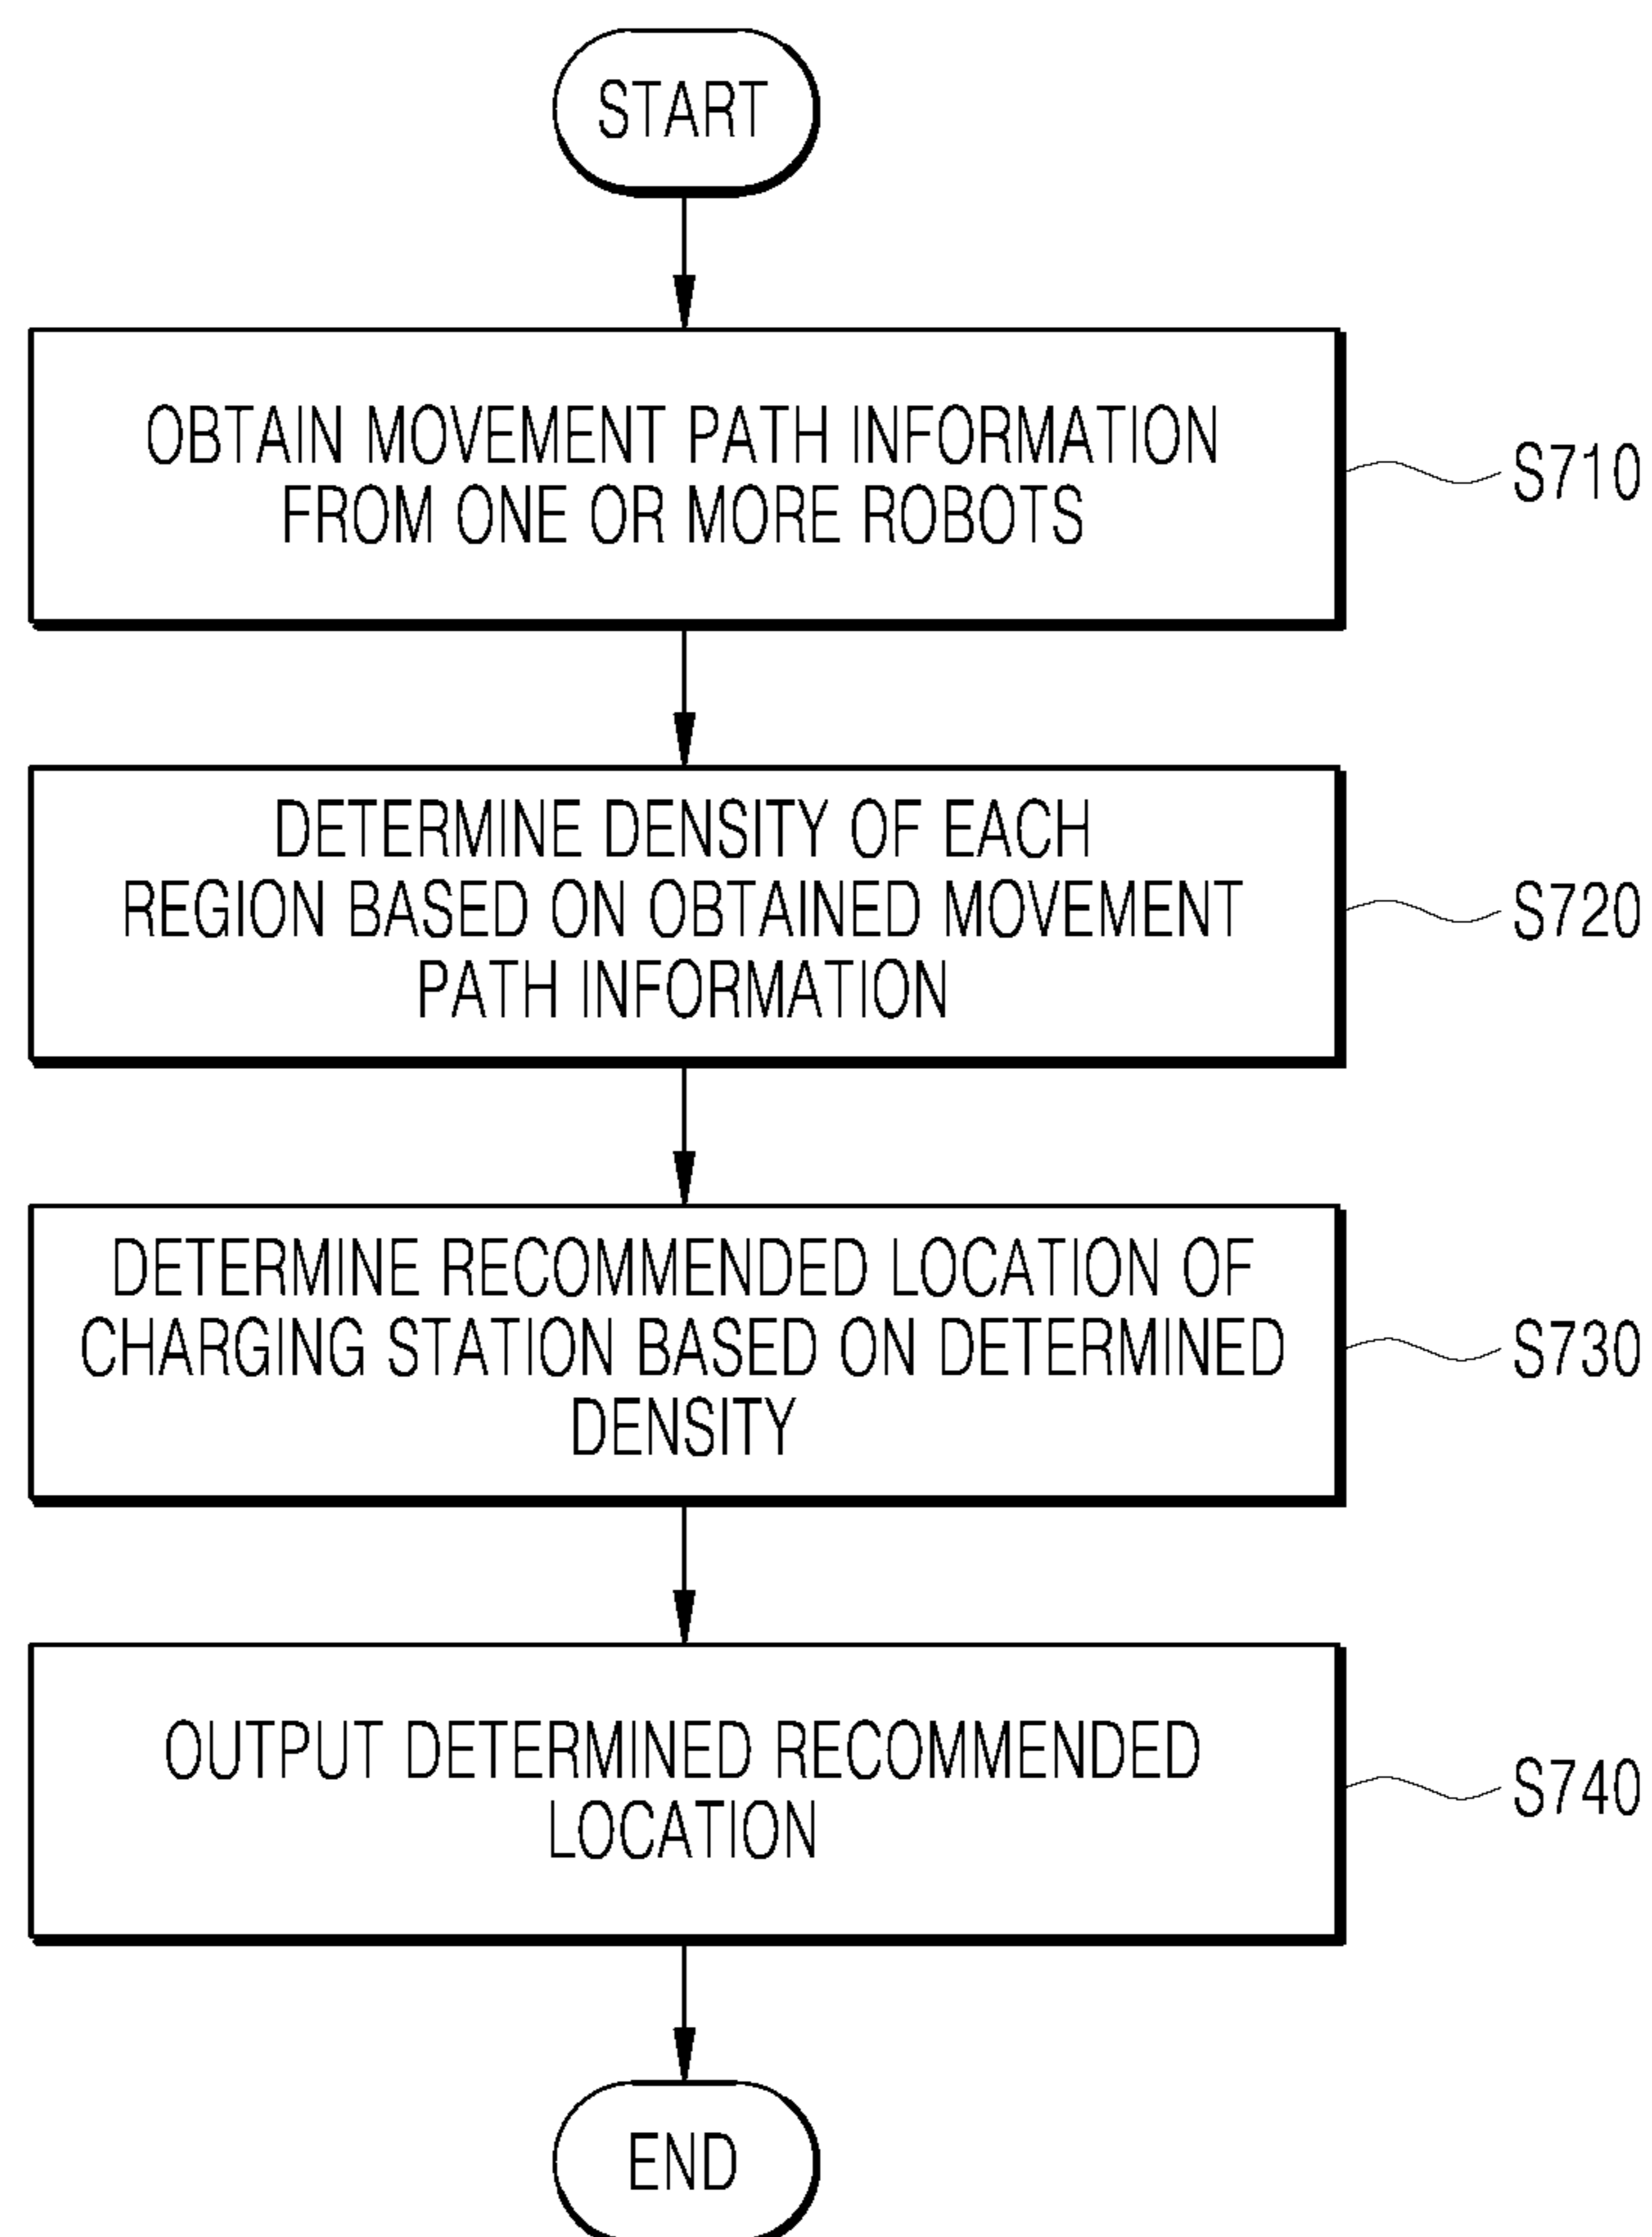 START
OBTAIN MOVEMENT PATH INFORMATION
FROM ONE OR MORE ROBOTS
S710
DETERMINE DENSITY OF EACH
REGION BASED ON OBTAINED MOVEMENT
PATH INFORMATION
S720
DETERMINE RECOMMENDED LOCATION OF
CHARGING STATION BASED ON DETERMINED
DENSITY
S730
OUTPUT DETERMINED RECOMMENDED
LOCATION
S740
END